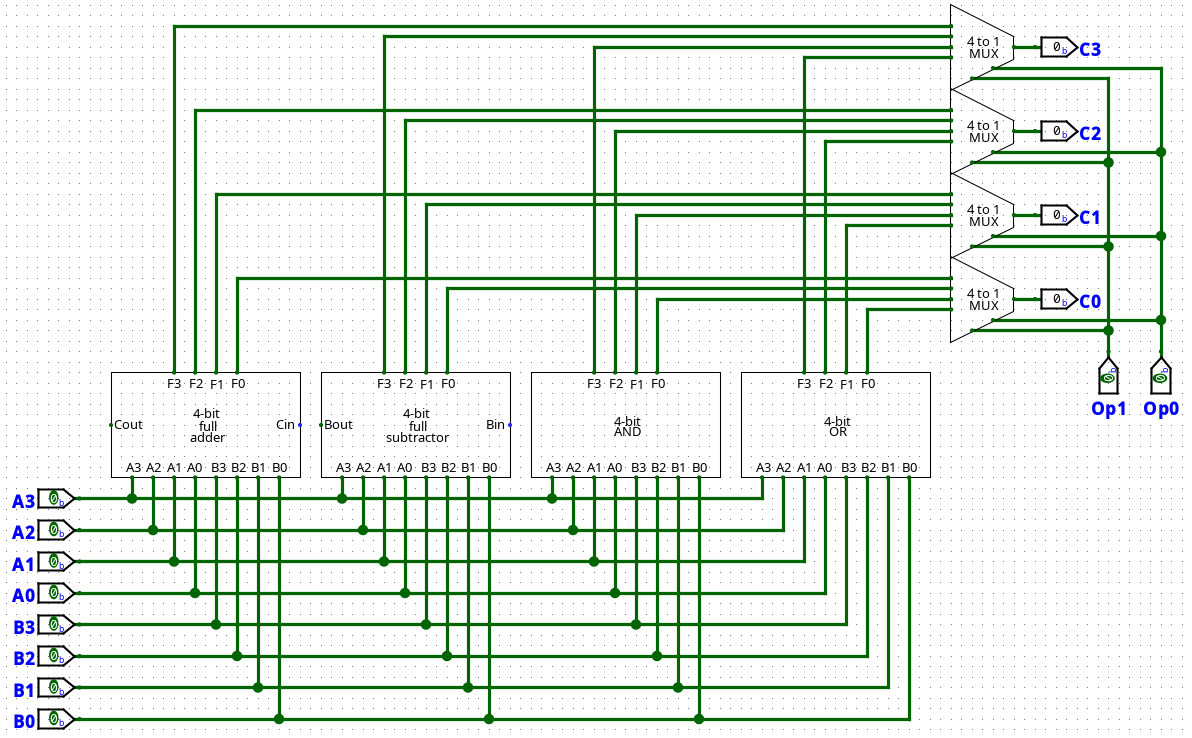 4 to 1
MUX
0b
C3
4 to 1
MUX
0b
C2
4 to 1
MUX
0b
C1
4 to 1
MUX
0b
C0
0b
0b
Op1 Op0
F3 F2 F1 F0
4-bit
full
adder
Cout Cin
A3 A2 A1 A0 B3 B2 B1 B0
F3 F2 F1 F0
4-bit
full
subtractor
Bout Bin
A3 A2 A1 A0 B3 B2 B1 B0
F3 F2 F1 F0
4-bit
AND
A3 A2 A1 A0 B3 B2 B1 B0
F3 F2 F1 F0
4-bit
OR
A3 A2 A1 A0 B3 B2 B1 B0
A3 0b
A2 0b
A1 0b
A0 0b
B3 0b
B2 0b
B1 0b
B0 0b